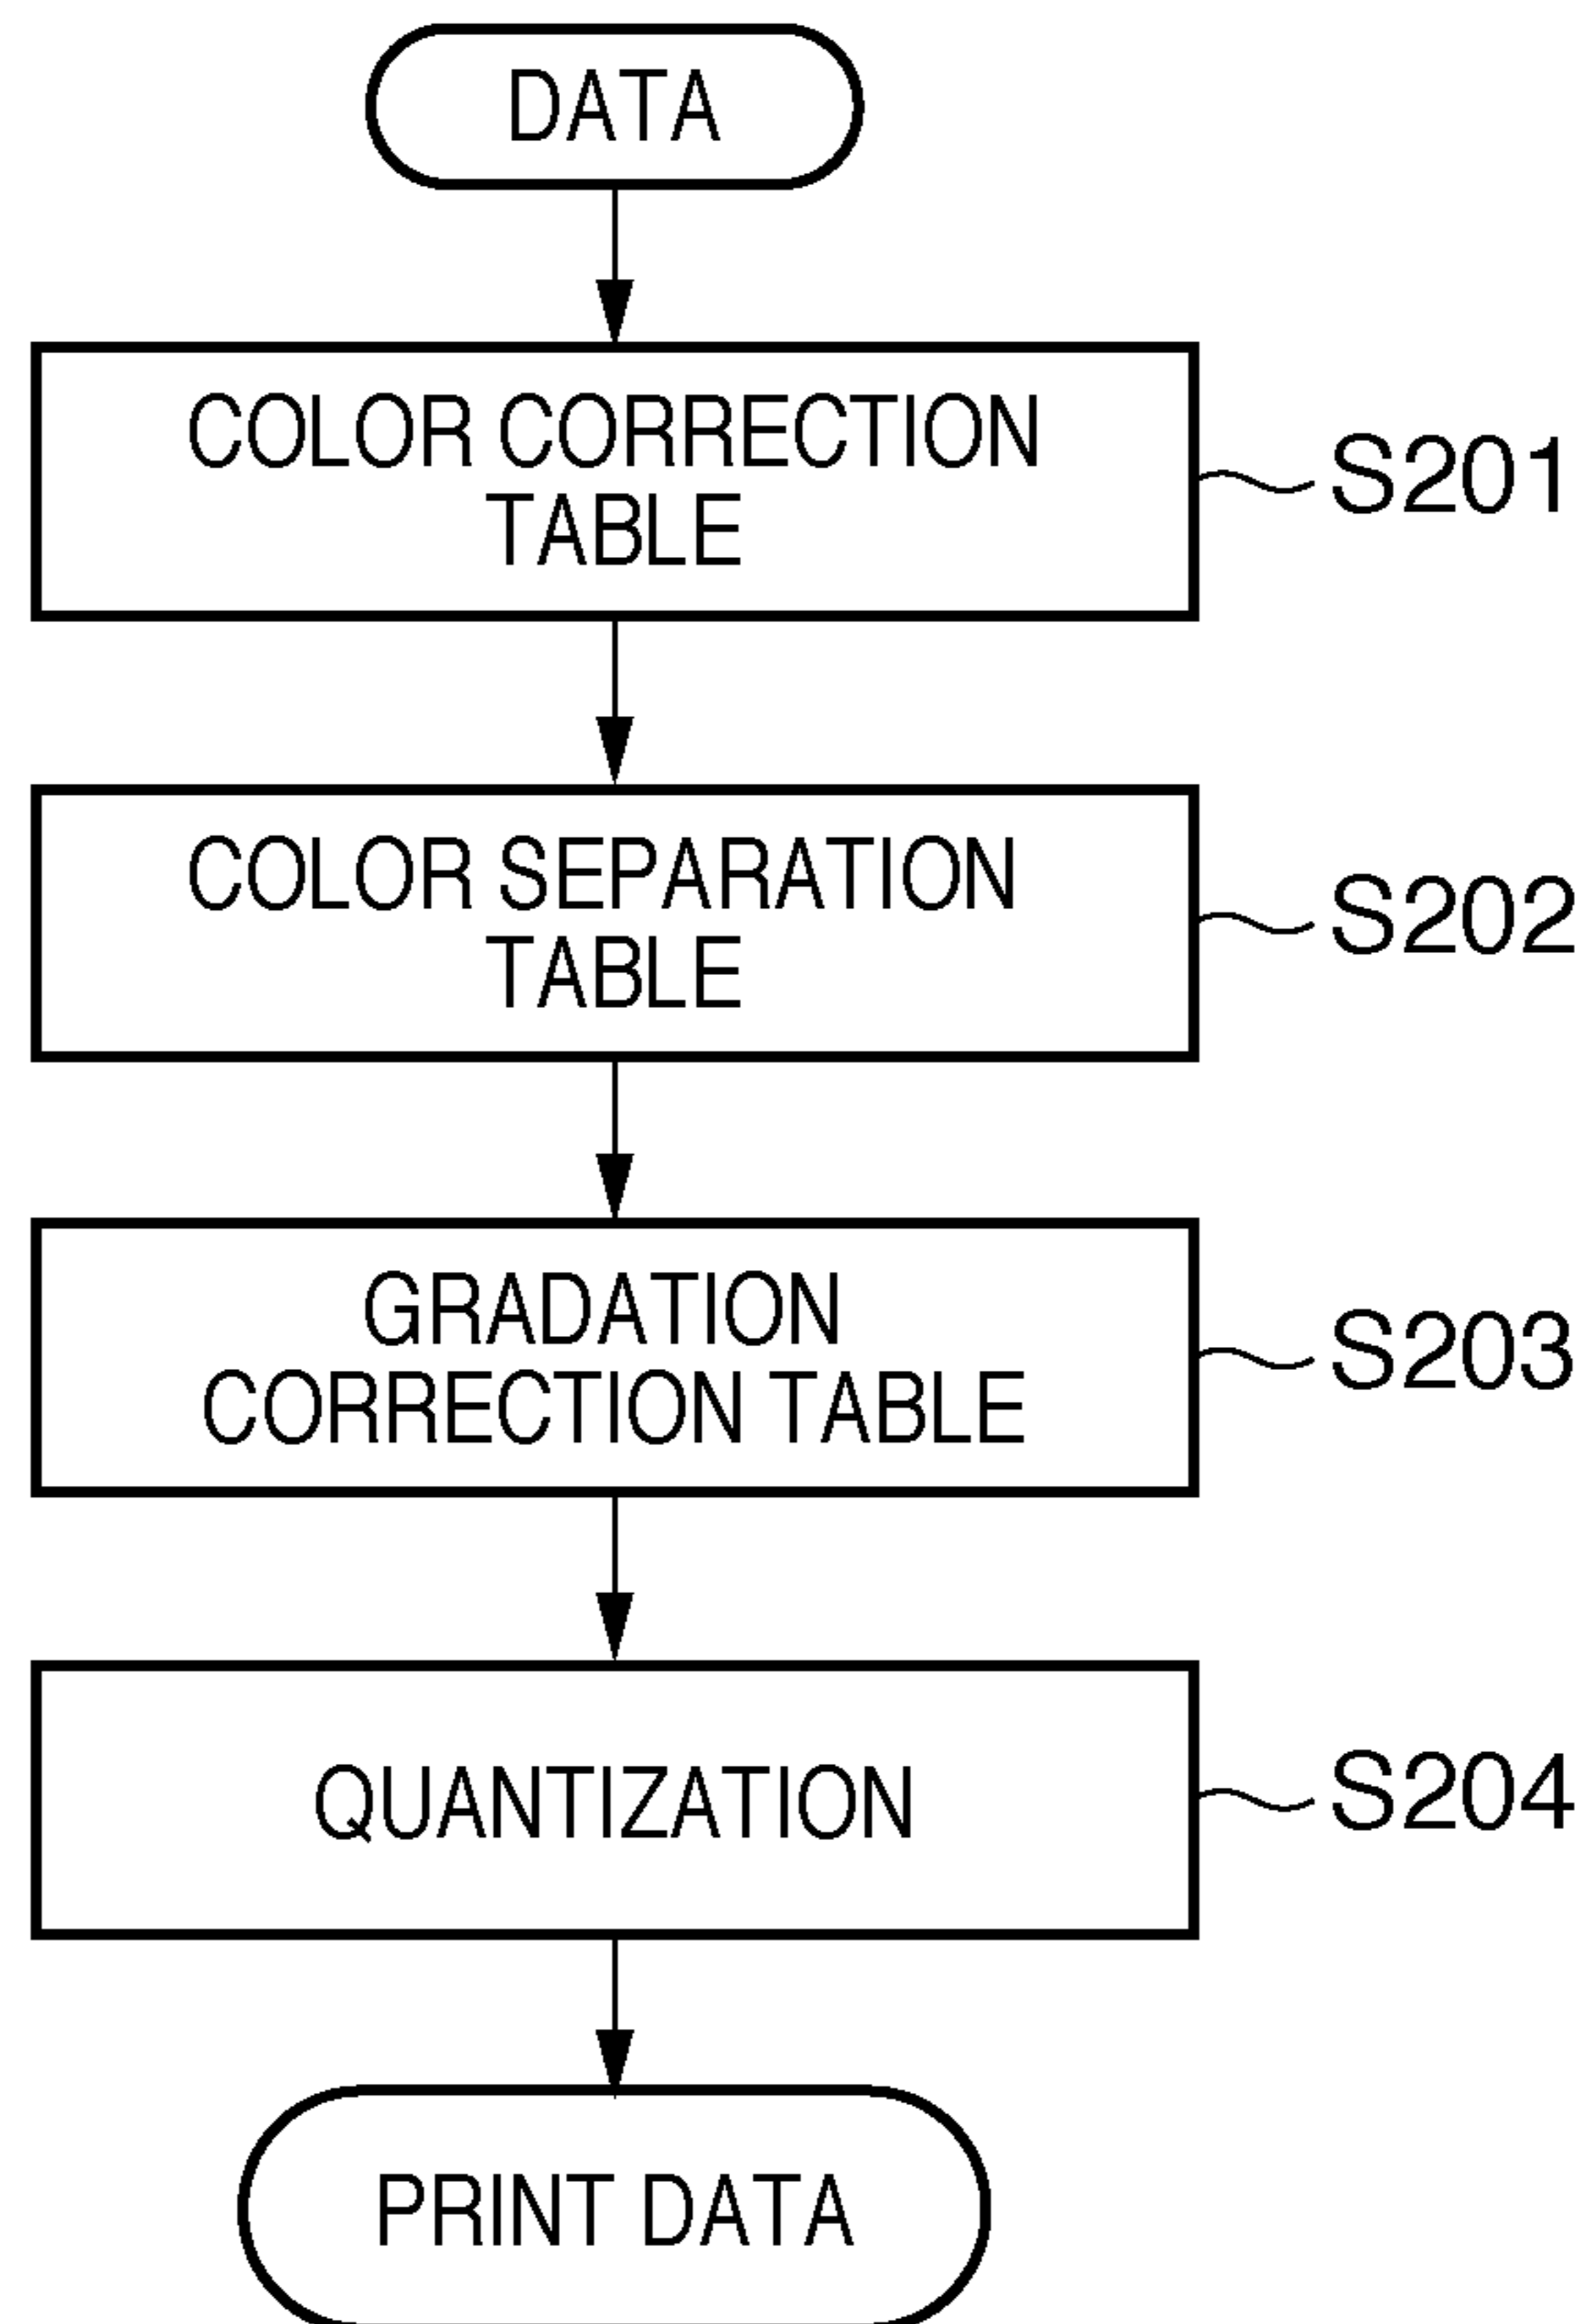 DATA
COLOR CORRECTION
TABLE
S201
COLOR SEPARATION
TABLE
S202
GRADATION
CORRECTION TABLE
S203
QUANTIZATION
S204
PRINT DATA